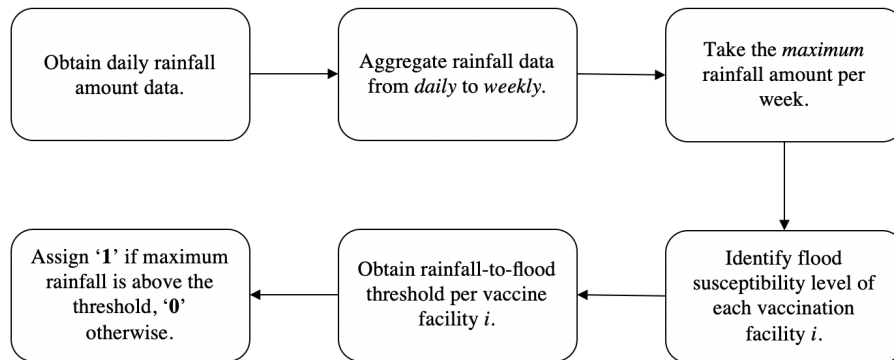 Obtain daily rainfall
amount data.
Aggregate rainfall data
from daily to weekly.
Take the maximum
rainfall amount per
week.
Identify flood
susceptibility level of
each vaccination
facility i.
Obtain rainfall-to-flood
threshold per vaccine
facility i.
Assign ‘1’ if maximum
rainfall is above the
threshold, ‘0’
otherwise.